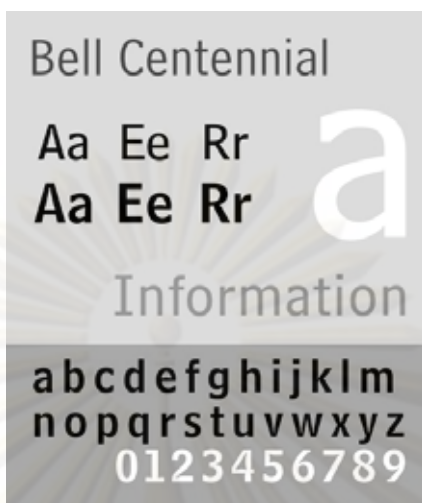 Bell Centennial
Aa Ee Rr
a
Aa Ee Rr
Information
abcdefghijklm
nopqrstuvwxyz
0123456789